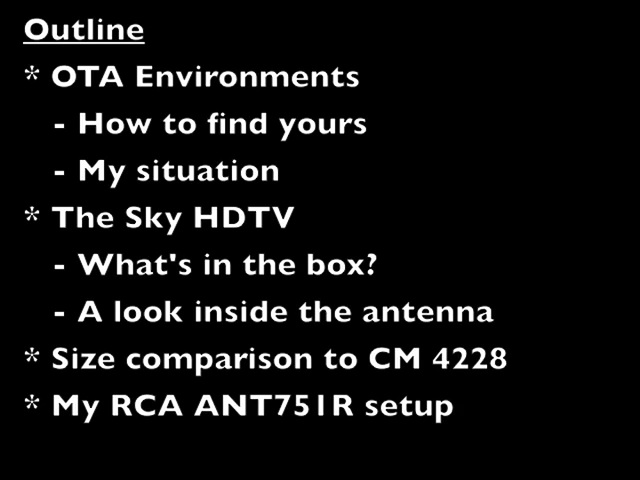 Outline
* OTA Environments
- How to find yours
- My situation
* The Sky HDTV
- What's in the box?
- A look inside the antenna
* Size comparison to CM 4228
* My RCA ANT751R setup